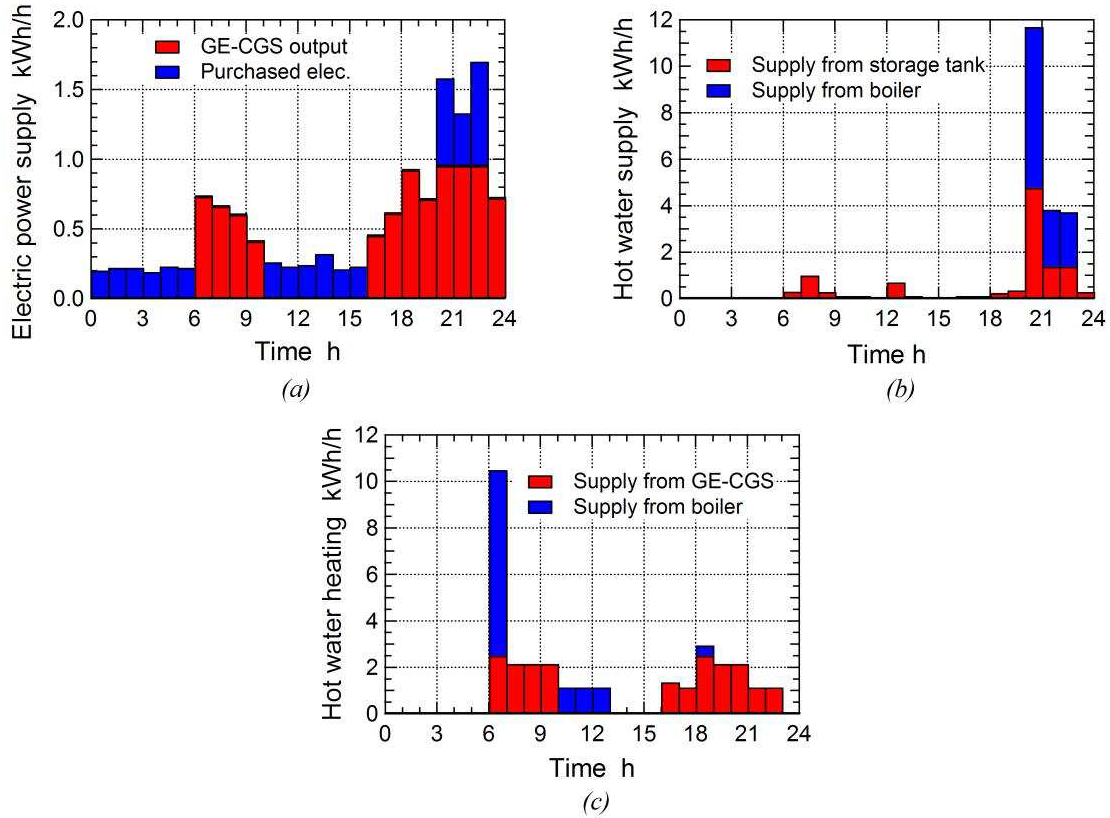 Electric power supply kWh/h
2.0
1.5
1.0
0.5
0.0
GE-CGS output
Purchased elec.
0 3 6 9 12 15 18 21 24
Time h
(a)
Hot water supply kWh/h
12
10
8
6
4
2
0
Supply from storage tank
Supply from boiler
0 3 6 9 12 15 18 21 24
Time h
(b)
Hot water heating kWh/h
12
10
8
6
4
2
0
Supply from GE-CGS
Supply from boiler
0 3 6 9 12 15 18 21 24
Time h
(c)